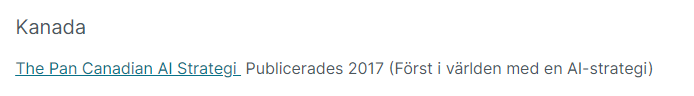 Kanada
The Pan Canadian AI Strategi Publicerades 2017 (Först i världen med en AI-strategi)